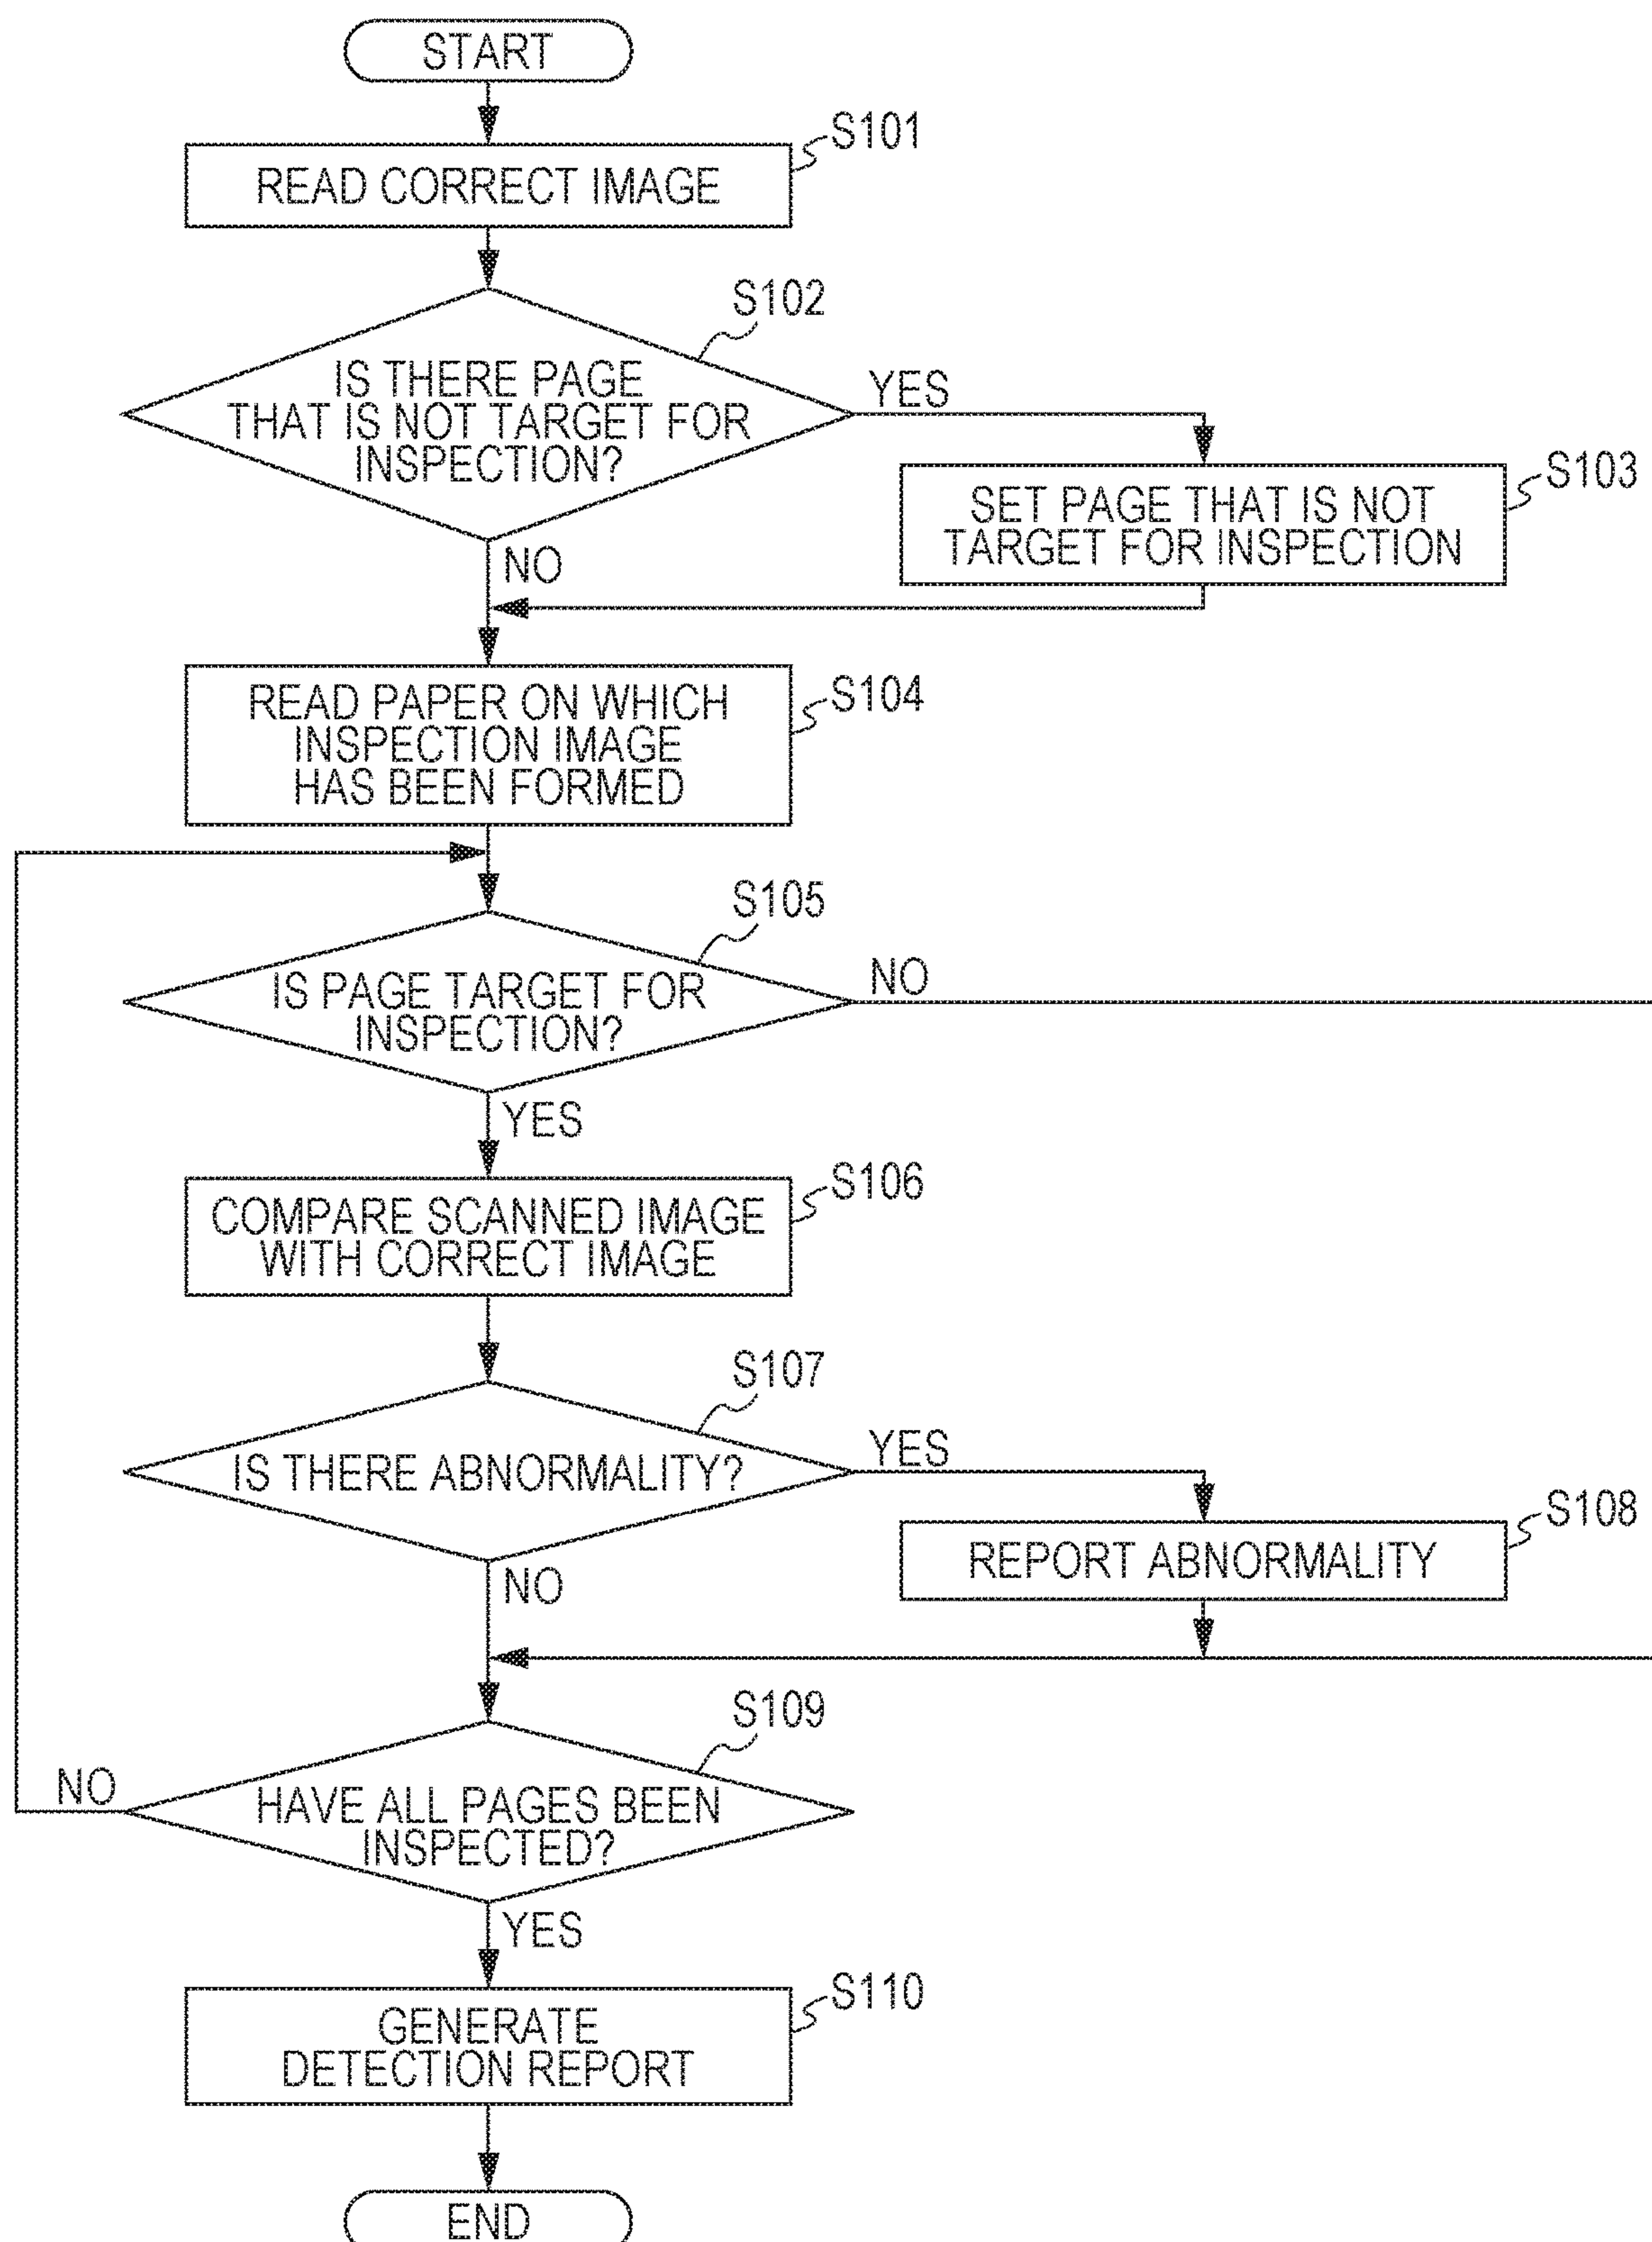 START
S101
READ CORRECT IMAGE
S102
IS THERE PAGE
THAT IS NOT TARGET FOR
INSPECTION?
YES
S103
SET PAGE THAT IS NOT
TARGET FOR INSPECTION
NO
S104
READ PAPER ON WHICH
INSPECTION IMAGE
HAS BEEN FORMED
S105
IS PAGE TARGET FOR
INSPECTION?
NO
YES
S106
COMPARE SCANNED IMAGE
WITH CORRECT IMAGE
S107
IS THERE ABNORMALITY?
YES
S108
REPORT ABNORMALITY
NO
S109
HAVE ALL PAGES BEEN
INSPECTED?
NO
YES
S110
GENERATE
DETECTION REPORT
END